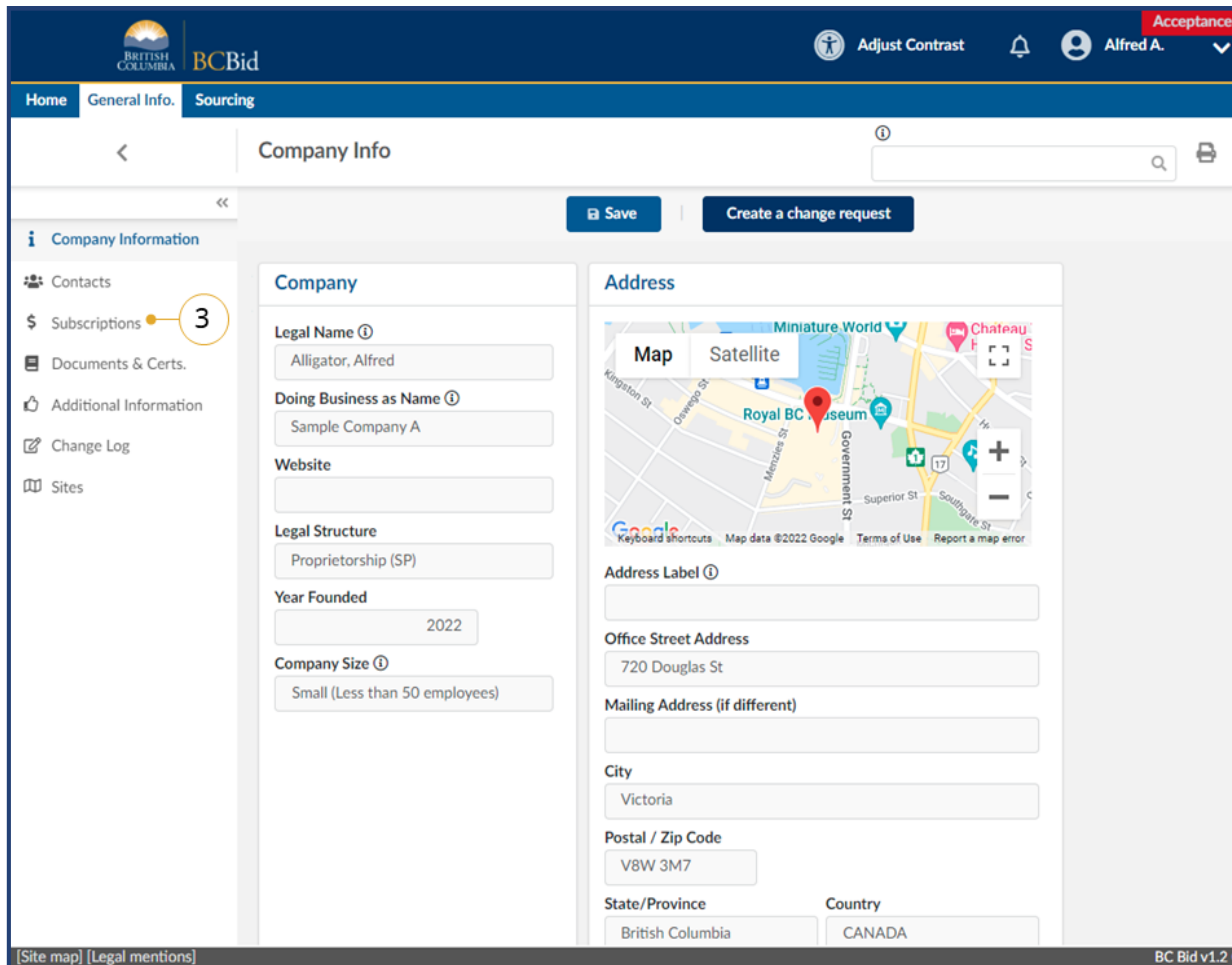 Acceptance
BRITISH COLUMBIA BCBid
Adjust Contrast Alfred A.
Home General Info. Sourcing
Company Info
Save Create a change request
Company Information
Contacts
$ Subscriptions 3
Documents & Certs.
Additional Information
Change Log
Sites
Company
Legal Name
Alligator, Alfred
Doing Business as Name
Sample Company A
Website
Legal Structure
Proprietorship (SP)
Year Founded
2022
Company Size
Small (Less than 50 employees)
Address
Miniature World
Chateau
Map Satellite
Kingston St
Oswego St
Royal BC Museum
Menzies St
Government St
17
Superior St
Southgate St
Google
Keyboard shortcuts Map data ©2022 Google Terms of Use Report a map error
Address Label
Office Street Address
720 Douglas St
Mailing Address (if different)
City
Victoria
Postal / Zip Code
V8W 3M7
State/Province Country
British Columbia CANADA
[Site map] [Legal mentions] BC Bid v1.2